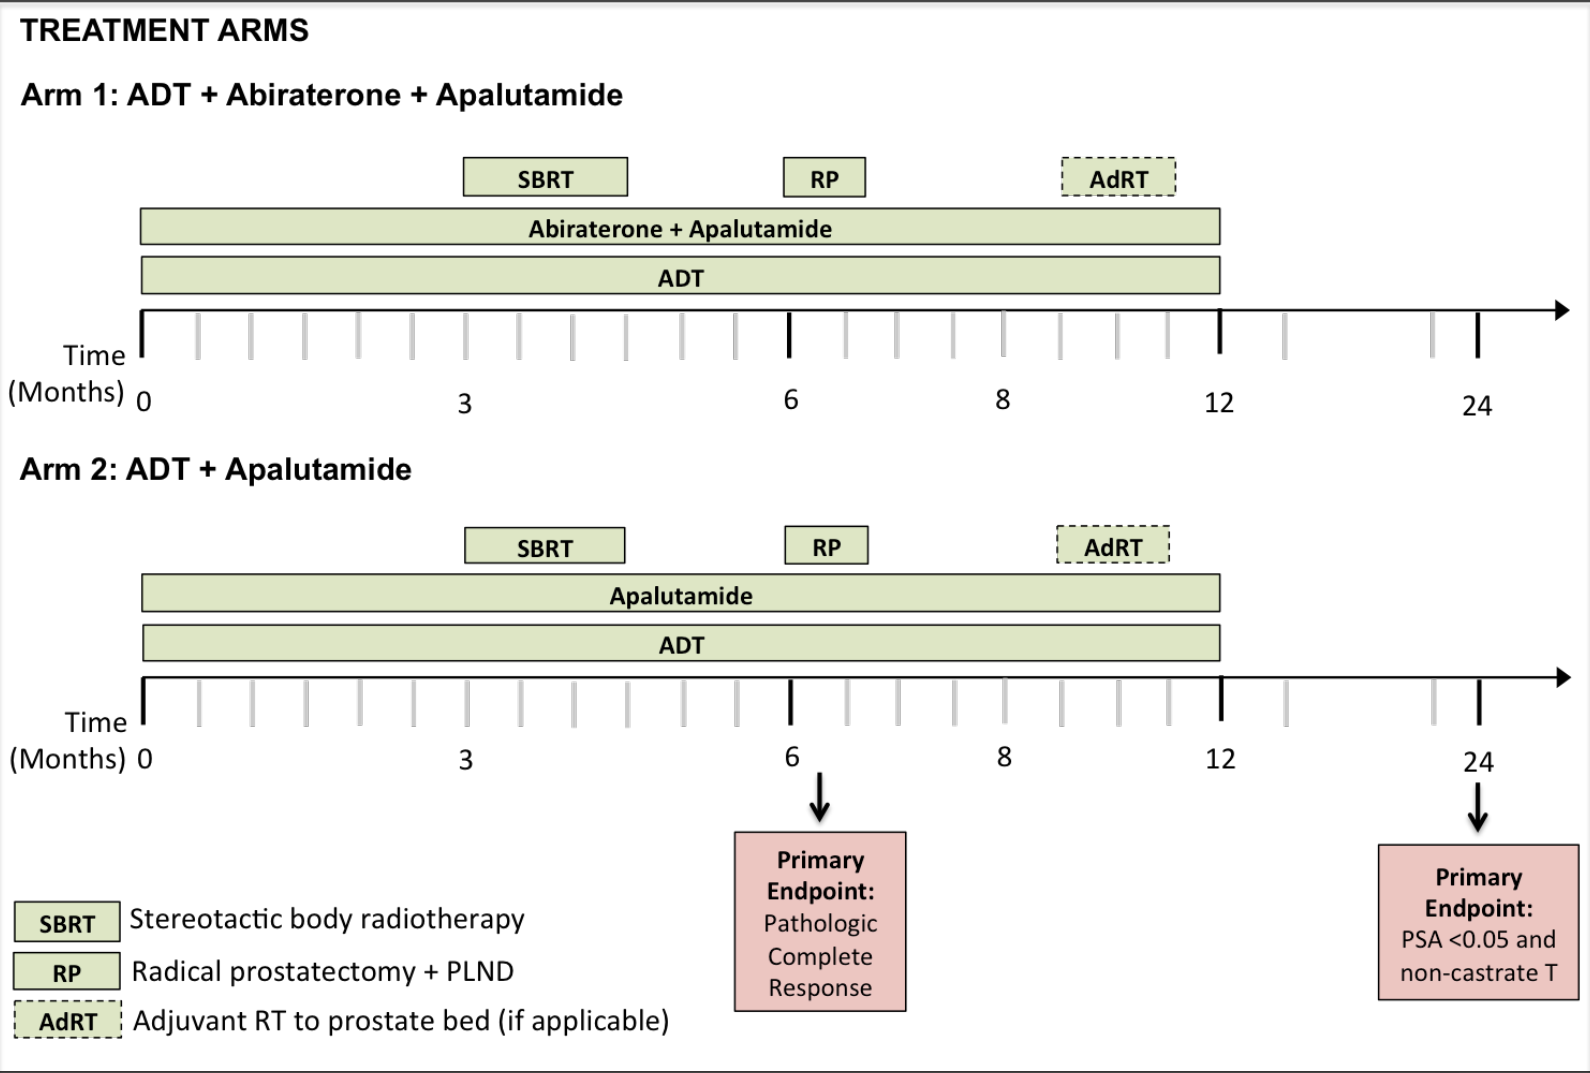 TREATMENT ARMS
Arm 1: ADT + Abiraterone + Apalutamide
SBRT
RP
AdRT
Abiraterone + Apalutamide
ADT
Time
(Months)
0
3
6
8
12
24
Arm 2: ADT + Apalutamide
SBRT
RP
AdRT
Apalutamide
ADT
Time
(Months)
0
3
6
8
12
24
Primary
Endpoint:
Pathologic
Complete
Response
Primary
Endpoint:
PSA <0.05 and
non-castrate T
SBRT Stereotactic body radiotherapy
RP Radical prostatectomy + PLND
AdRT Adjuvant RT to prostate bed (if applicable)